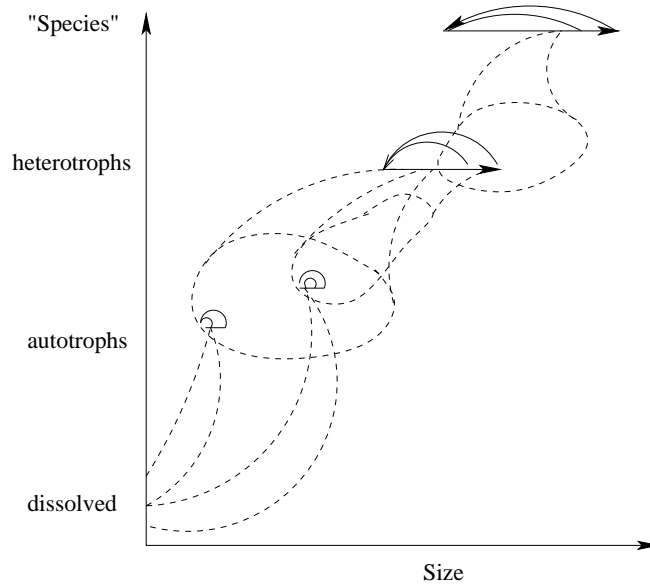 "Species"
heterotrophs
autotrophs
dissolved
Size